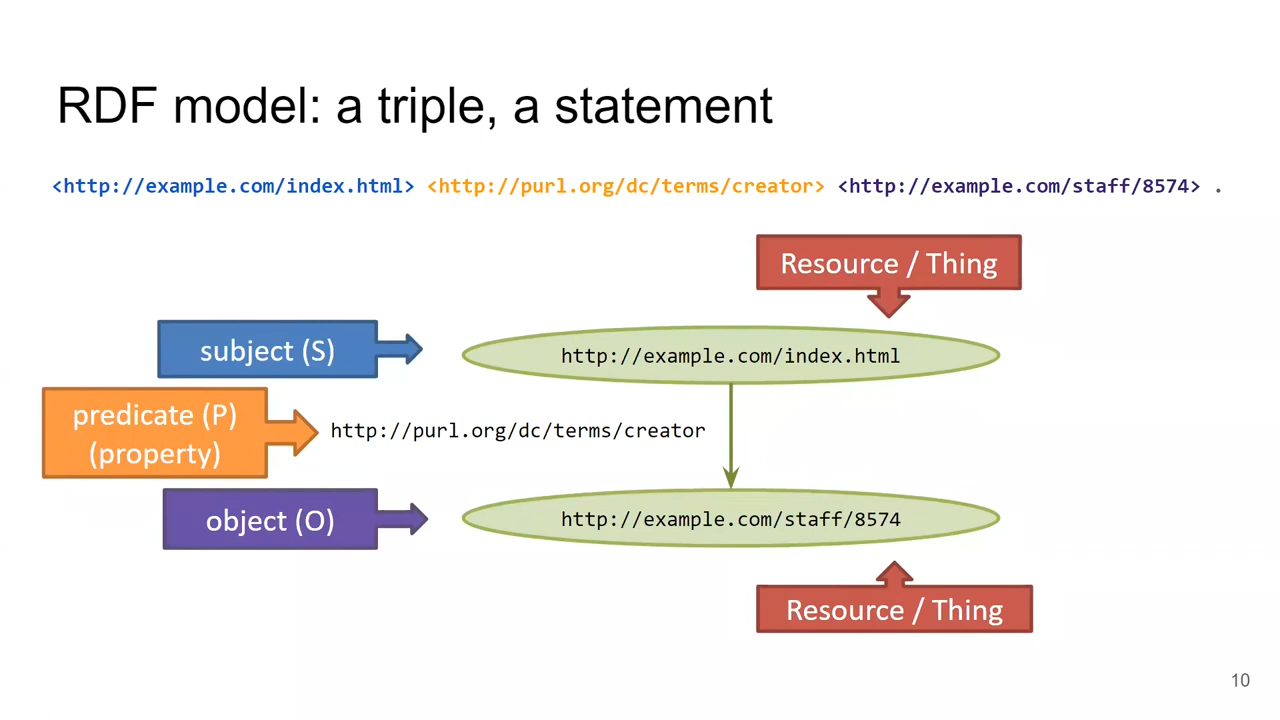 RDF model: a triple, a statement
<http://example.com/index.html> <http://purl.org/dc/terms/creator> <http://example.com/staff/8574> .
Resource / Thing
subject (S)
http://example.com/index.html
predicate (P)
(property)
http://purl.org/dc/terms/creator
object (O)
http://example.com/staff/8574
Resource / Thing
10